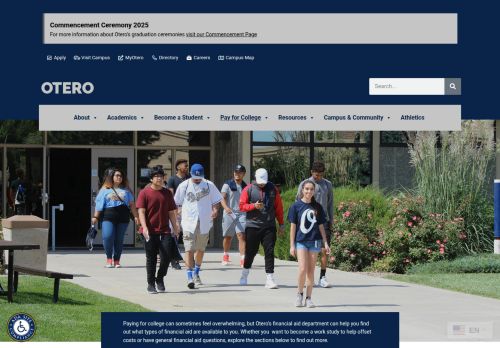 Commencement Ceremony 2025
For more information about Otero's graduation ceremonies visit our Commencement Page
Apply Visit Campus MyOtero Directory Careers Campus Map
OTERO
Search...
About Academics Become a Student Pay for College Resources Campus & Community Athletics
Paying for college can sometimes feel overwhelming, but Otero's financial aid department can help you find
out what types of financial aid are available to you. Whether you want to become a work study to help offset
costs or have general financial aid questions, explore the sections below to find out more.
EN